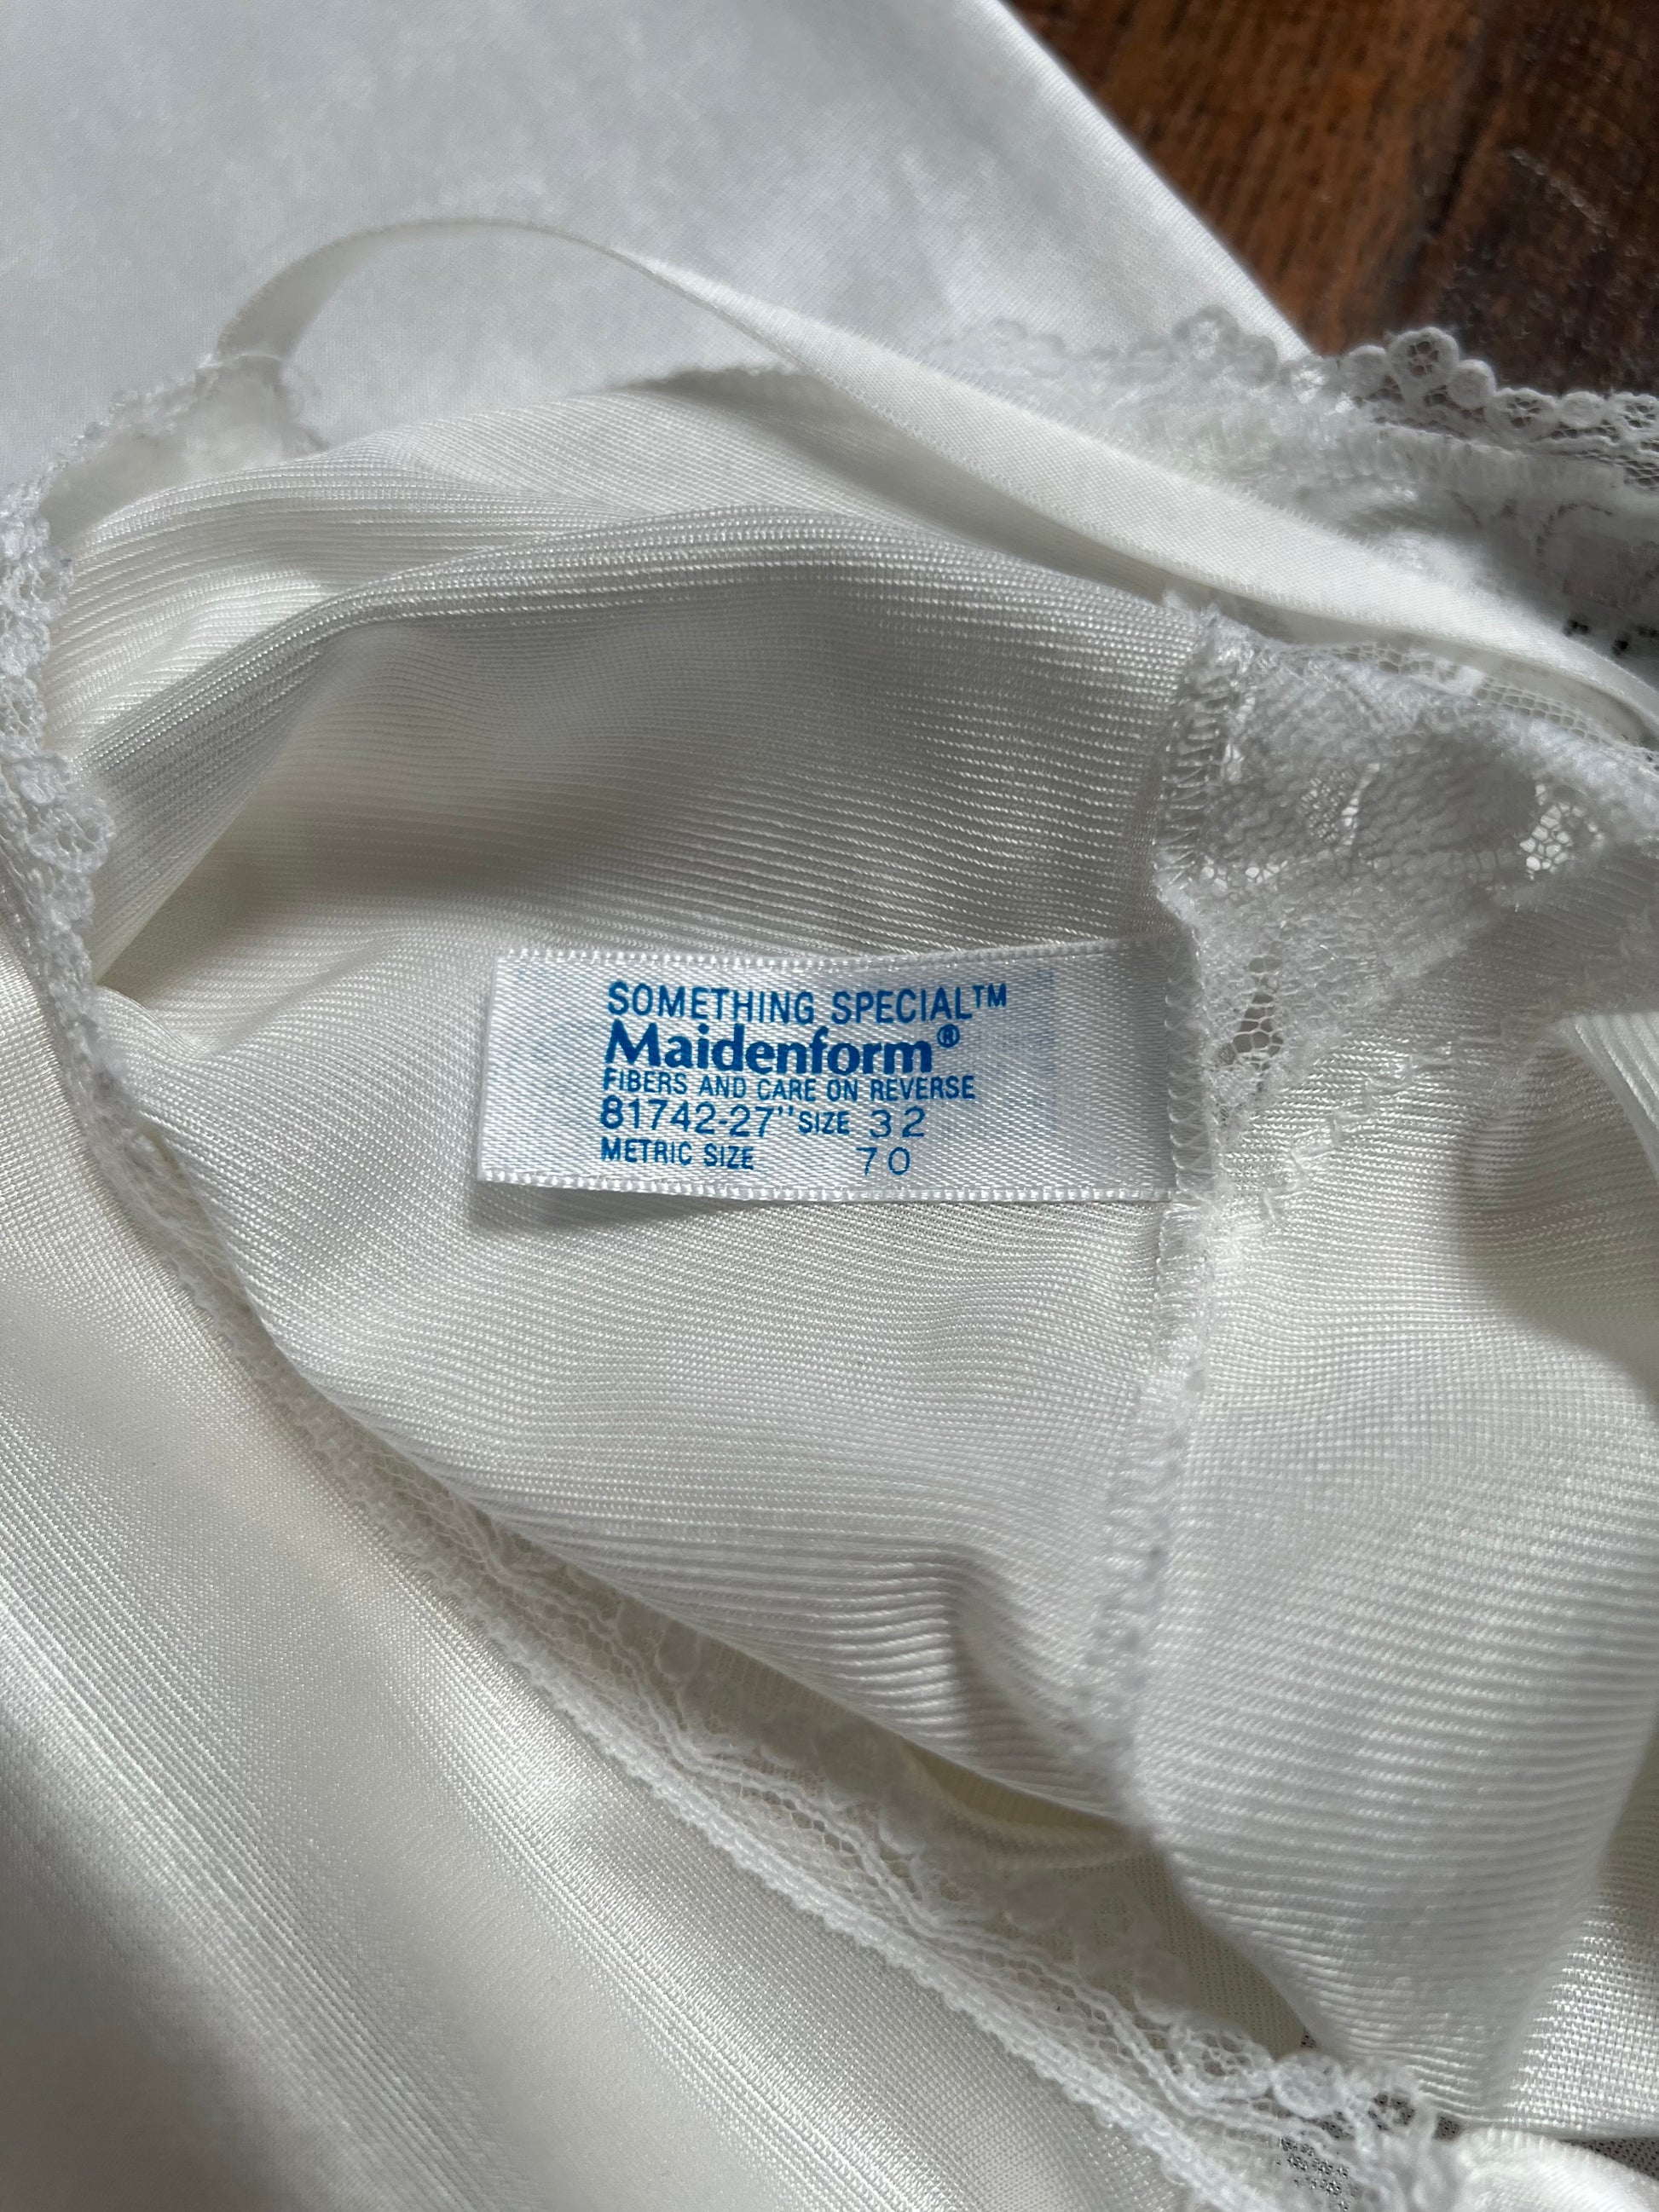 SOMETHING SPECIAL™
Maidenform®
FIBERS AND CARE ON REVERSE
81742-27" SIZE 32
METRIC SIZE 70